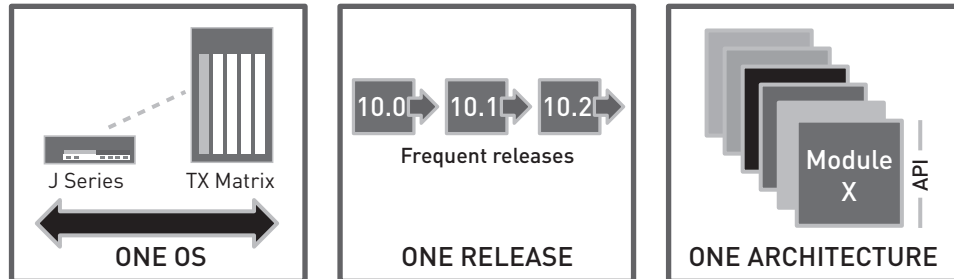 J Series
TX Matrix
ONE OS
10.0
10.1
10.2
Frequent releases
ONE RELEASE
Module
X
API
ONE ARCHITECTURE